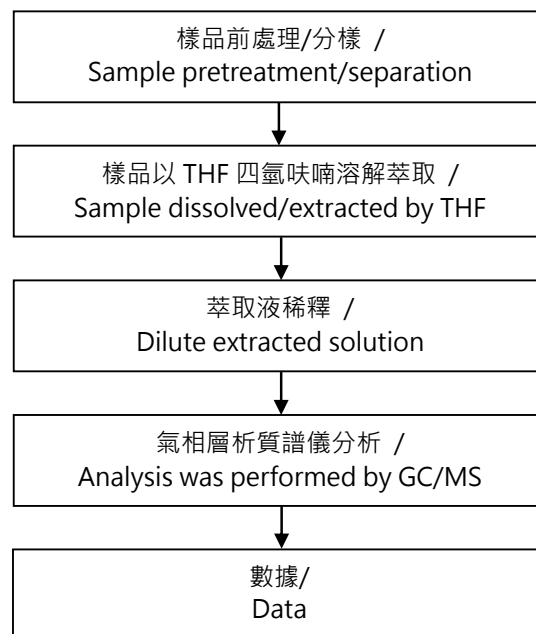 樣品前處理/分樣 /
Sample pretreatment/separation
樣品以 THF 四氫呋喃溶解萃取 /
Sample dissolved/extracted by THF
萃取液稀釋 /
Dilute extracted solution
氣相層析質譜儀分析 /
Analysis was performed by GC/MS
數據/
Data